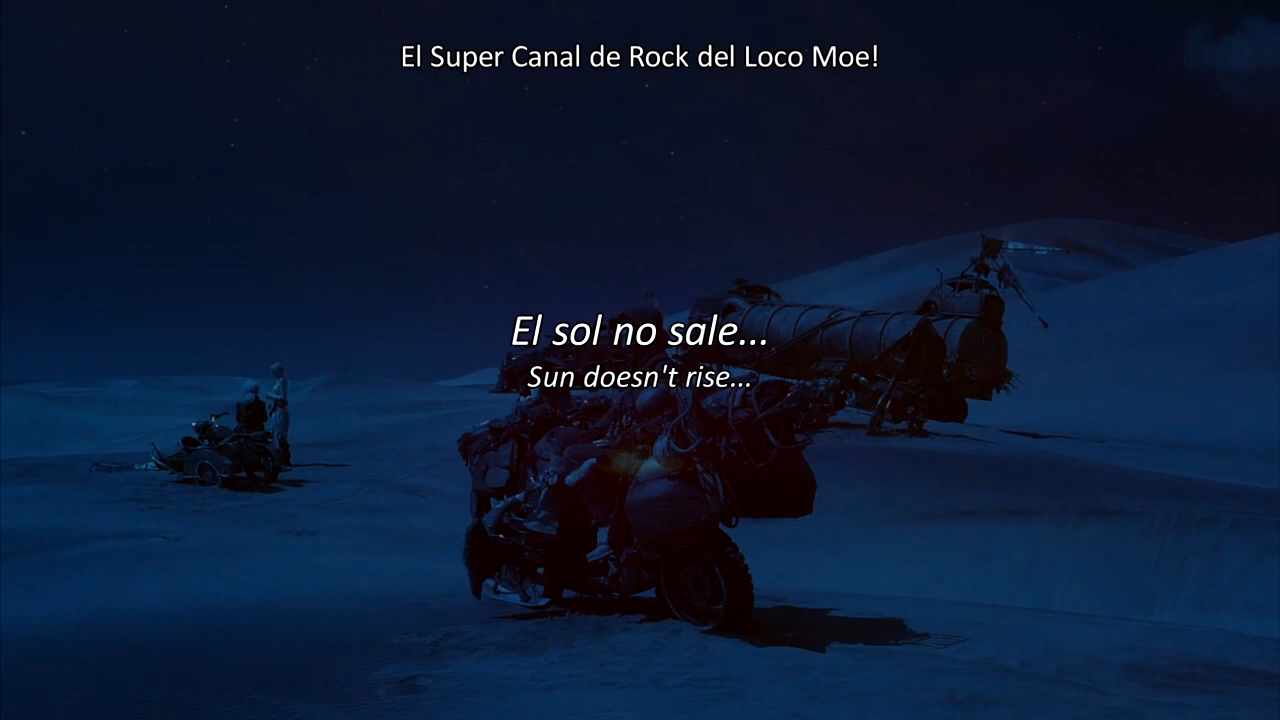 El Super Canal de Rock del Loco Moe!
El sol no sale...
Sun doesn't rise...